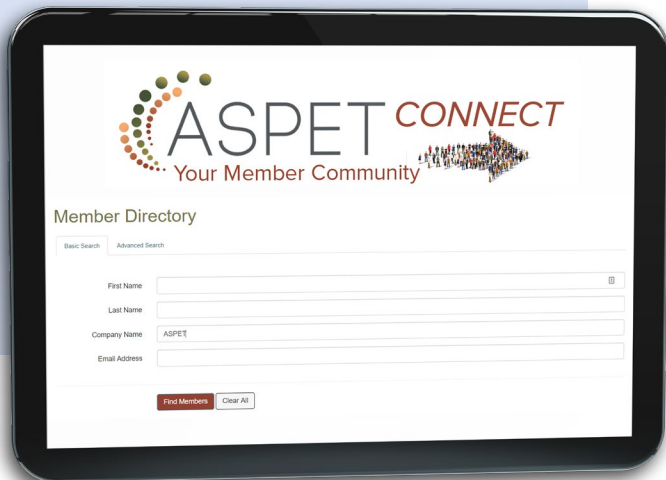 ASPET CONNECT
Your Member Community
Member Directory
Basic Search Advanced Search
First Name
Last Name
Company Name ASPET
Email Address
Find Members Clear All